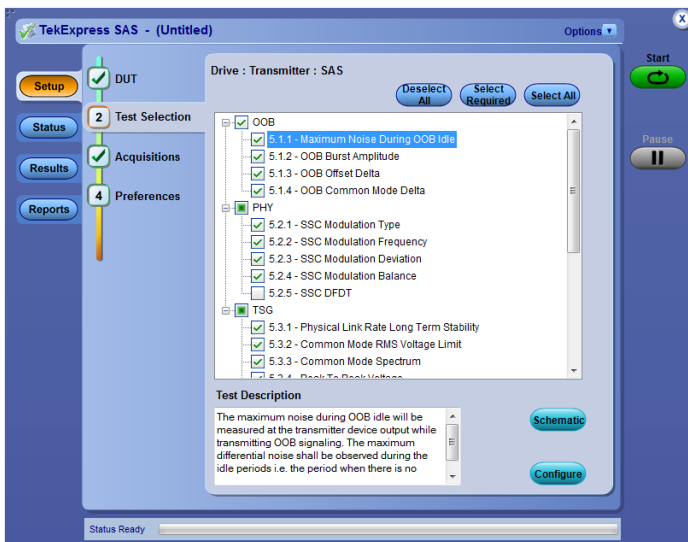 TekExpress SAS - (Untitled)
Options
X
Start
Pause
Setup
Status
Results
Reports
DUT
2 Test Selection
Acquisitions
4 Preferences
Drive : Transmitter : SAS
Deselect All
Select Required
Select All
OOB
5.1.1 - Maximum Noise During OOB Idle
5.1.2 - OOB Burst Amplitude
5.1.3 - OOB Offset Delta
5.1.4 - OOB Common Mode Delta
PHY
5.2.1 - SSC Modulation Type
5.2.2 - SSC Modulation Frequency
5.2.3 - SSC Modulation Deviation
5.2.4 - SSC Modulation Balance
5.2.5 - SSC DFDT
TSG
5.3.1 - Physical Link Rate Long Term Stability
5.3.2 - Common Mode RMS Voltage Limit
5.3.3 - Common Mode Spectrum
5.3.4 - Peak To Peak Voltage
Test Description
The maximum noise during OOB idle will be
measured at the transmitter device output while
transmitting OOB signaling. The maximum
differential noise shall be observed during the
idle periods i.e. the period when there is no
Schematic
Configure
Status Ready